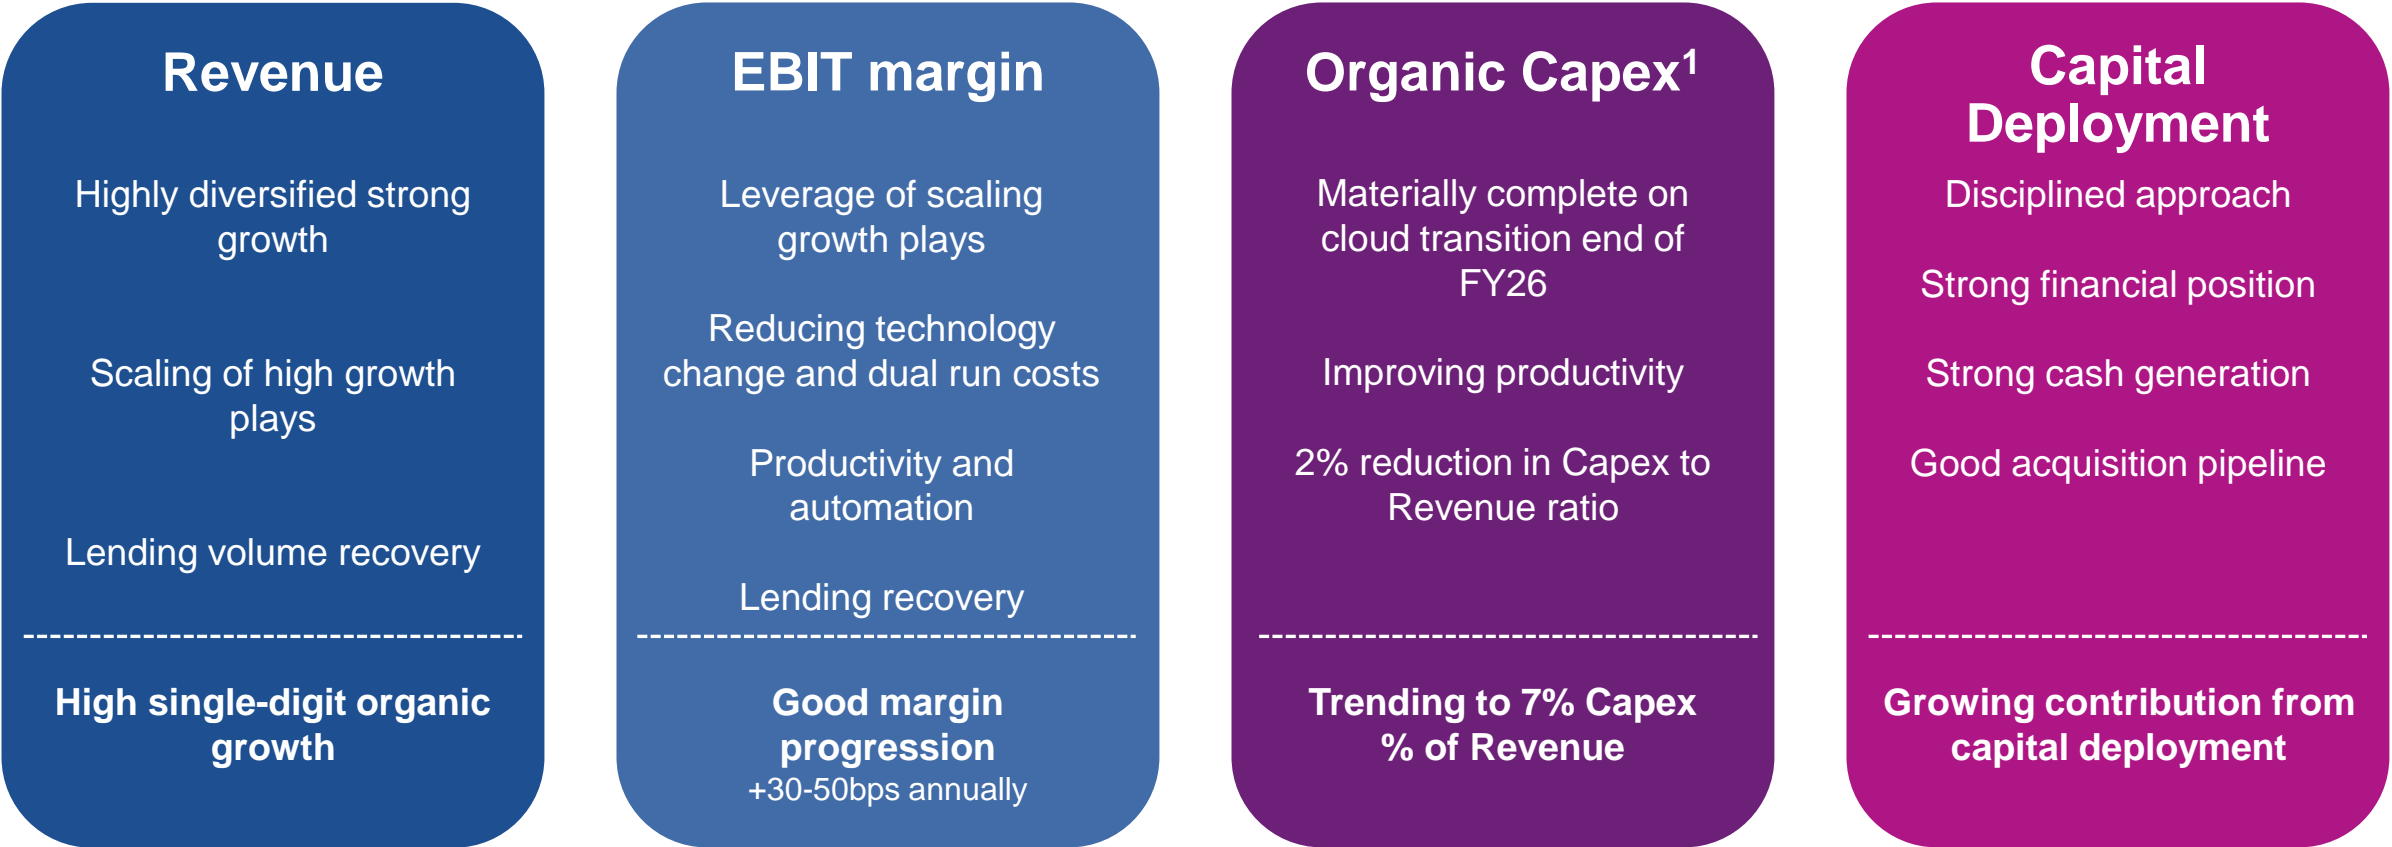 Revenue
Highly diversified strong
growth
Scaling of high growth
plays
Lending volume recovery
High single-digit organic
growth
EBIT margin
Leverage of scaling
growth plays
Reducing technology
change and dual run costs
Productivity and
automation
Lending recovery
Good margin
progression
+30-50bps annually
Organic Capex¹
Materially complete on
cloud transition end of
FY26
Improving productivity
2% reduction in Capex to
Revenue ratio
Trending to 7% Capex
% of Revenue
Capital
Deployment
Disciplined approach
Strong financial position
Strong cash generation
Good acquisition pipeline
Growing contribution from
capital deployment